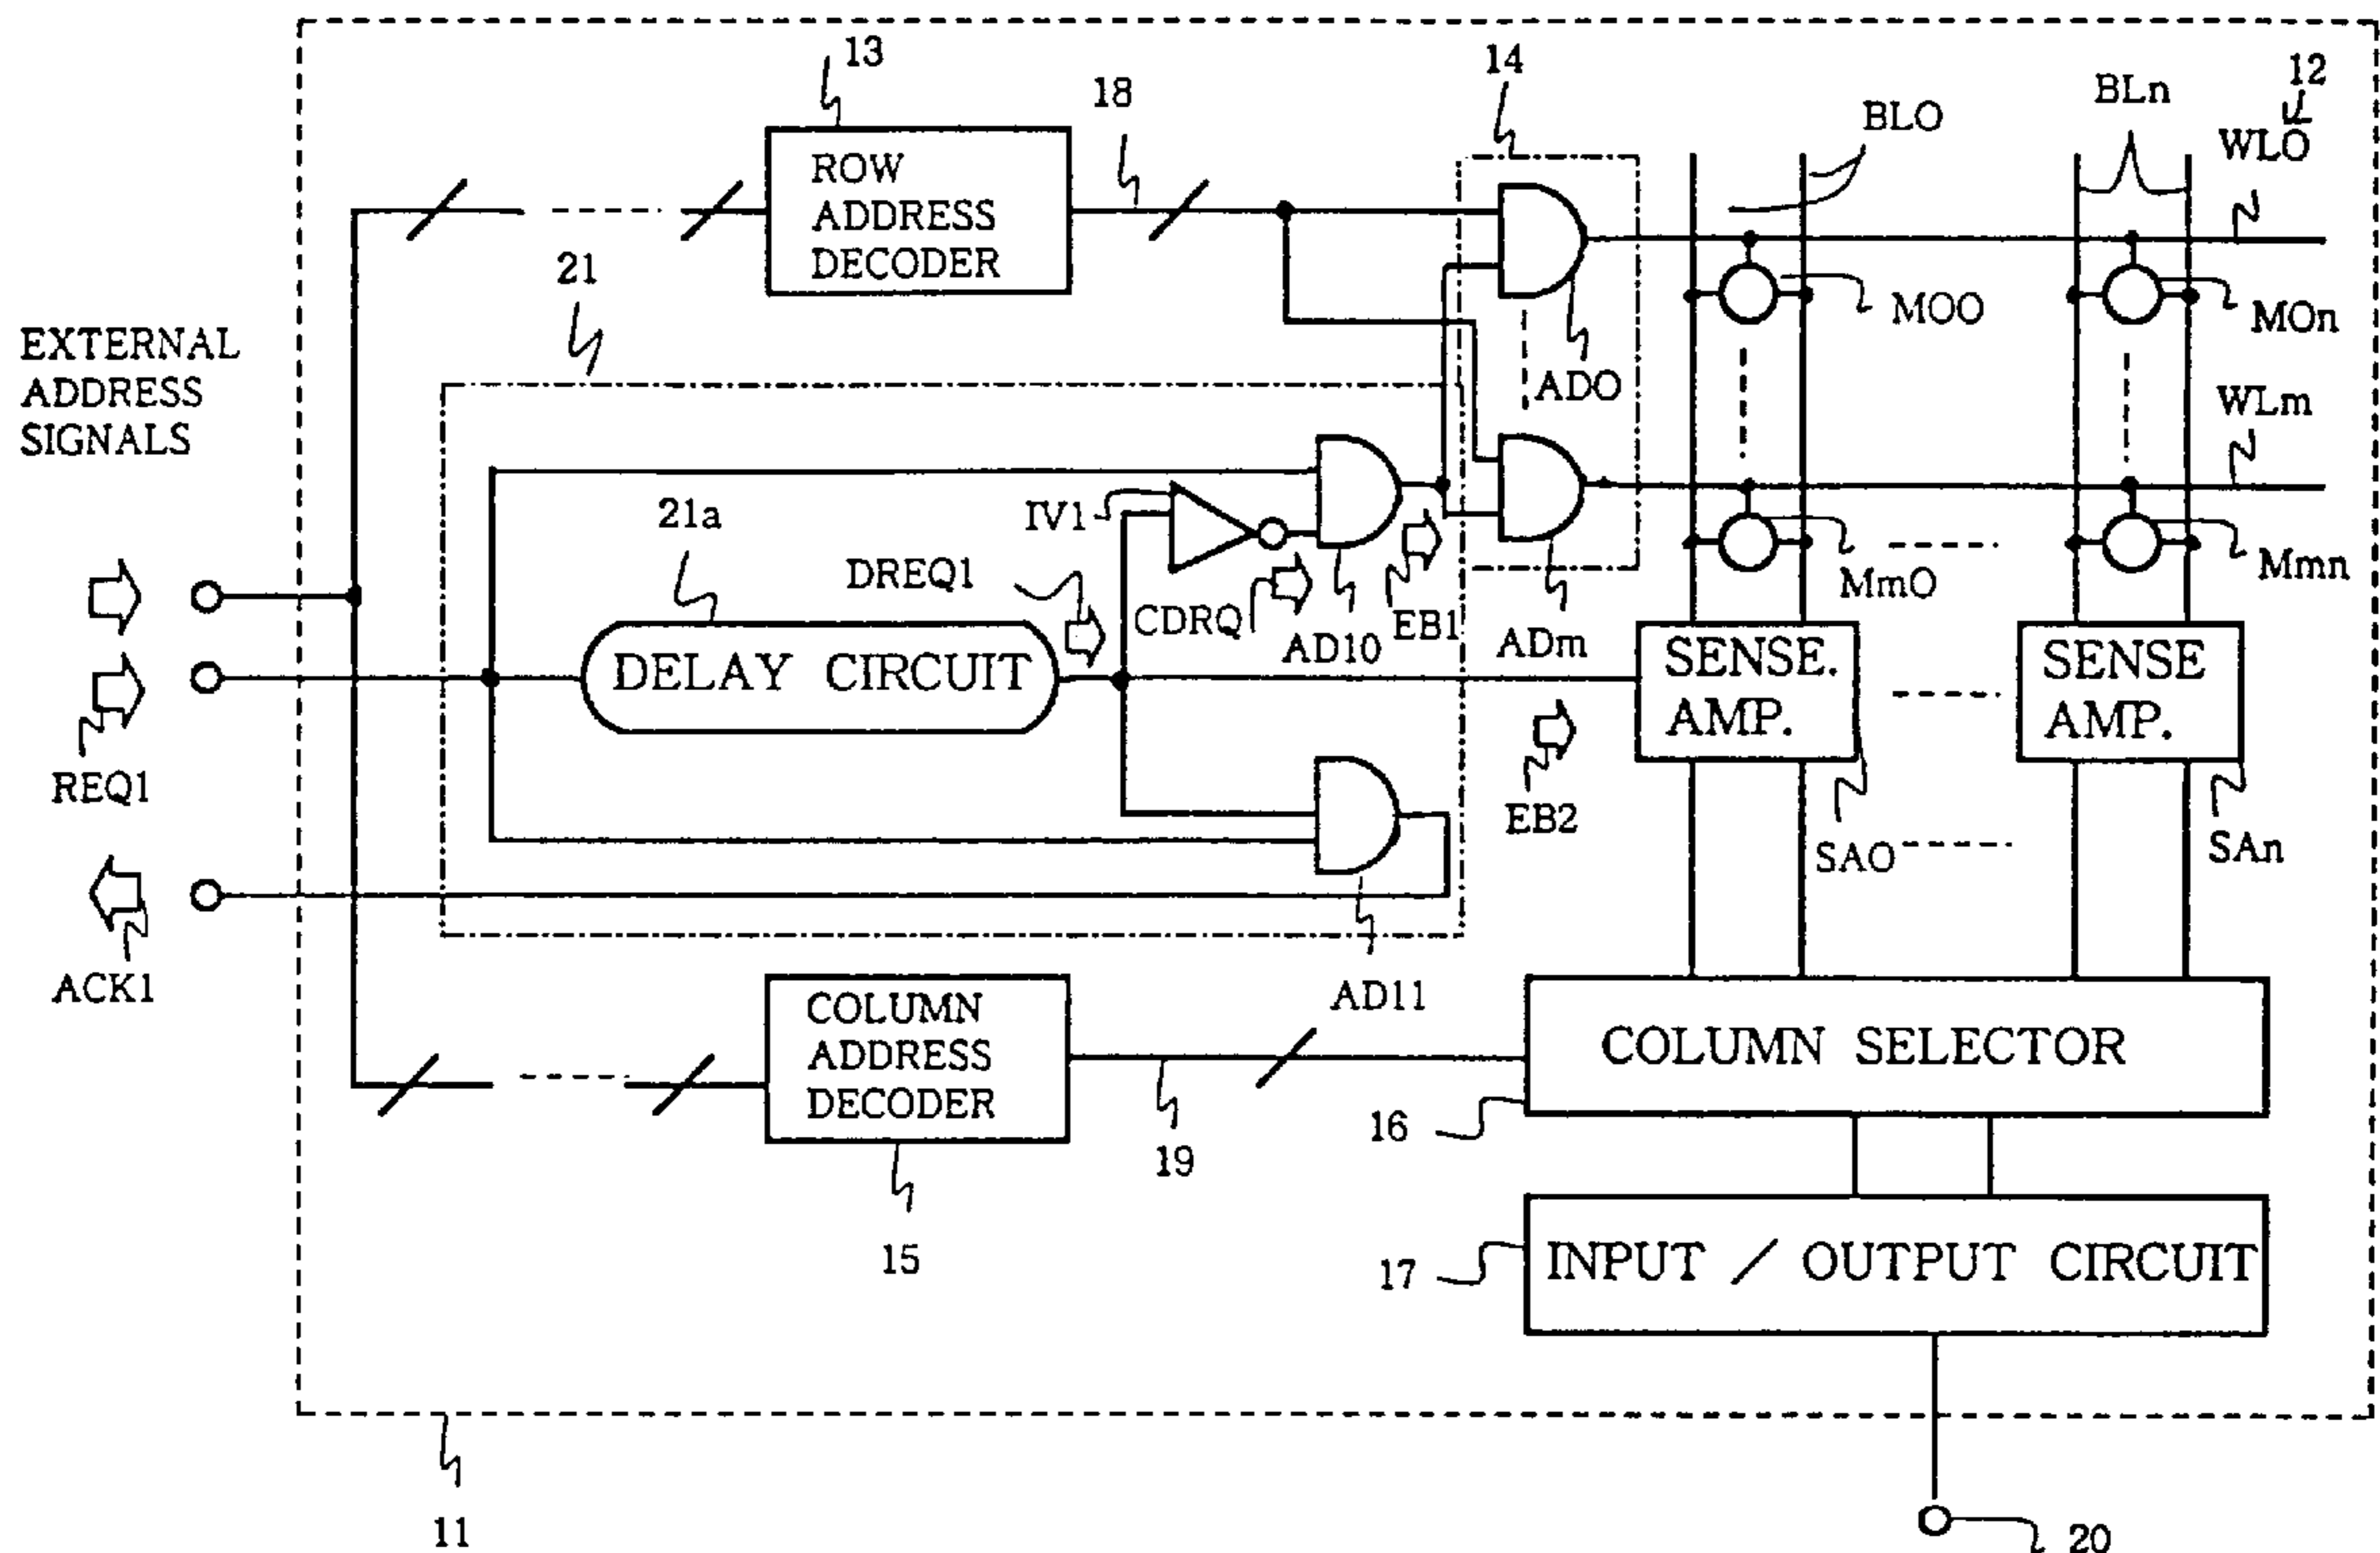 13
18
14
BLO
BLn
12
WLO
ROW
ADDRESS
DECODER
21
MOO
MOn
EXTERNAL
ADDRESS
SIGNALS
ADO
WLm
21a
IV1
DREQ1
CDRQ
AD10
EB1
ADm
MmO
Mmn
DELAY CIRCUIT
SENSE.
AMP.
SENSE
AMP.
REQ1
EB2
SAO
SAn
ACK1
AD11
COLUMN
ADDRESS
DECODER
COLUMN SELECTOR
16
19
15
17
INPUT / OUTPUT CIRCUIT
11
20